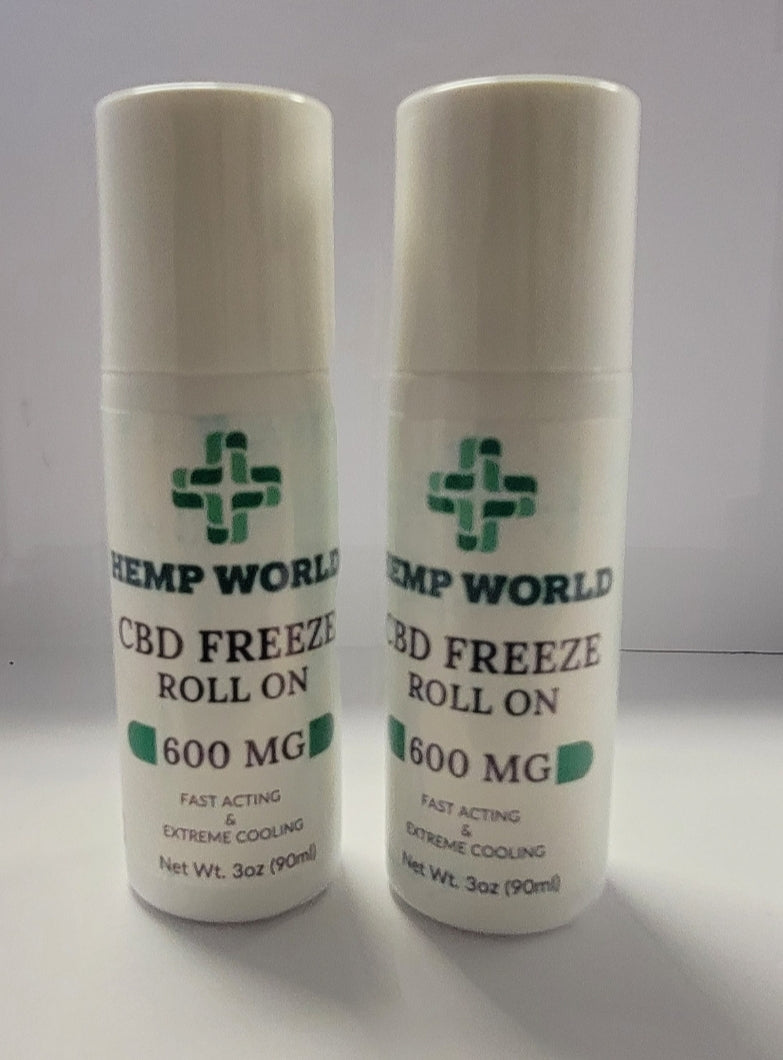 HEMP WORLD
CBD FREEZE
ROLL ON
600 MG
FAST ACTING
&
EXTREME COOLING
Net Wt. 3oz (90ml)
HEMP WORLD
CBD FREEZE
ROLL ON
600 MG
FAST ACTING
&
EXTREME COOLING
Net Wt. 3oz (90ml)